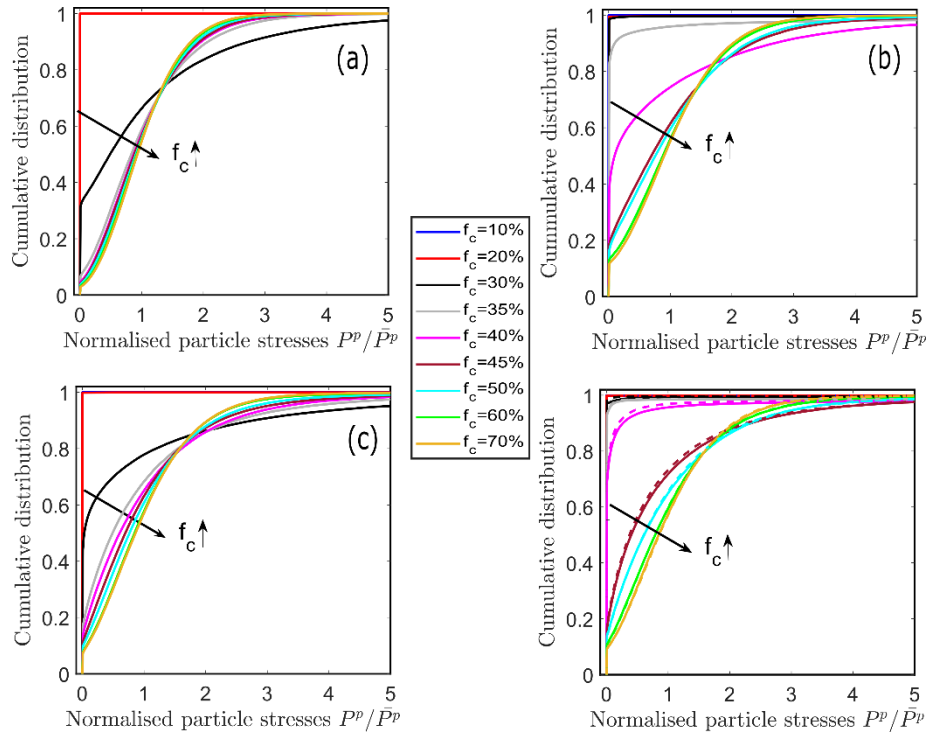 1
0.8
0.6
0.4
0.2
0
Cumulative distribution
(a)
f_c
0 1 2 3 4 5
Normalised particle stresses P^p/P̄^p
1
0.8
0.6
0.4
0.2
0
Cummulative distribution
(b)
f_c
0 1 2 3 4 5
Normalised particle stresses P^p/P̄^p
f_c=10%
f_c=20%
f_c=30%
f_c=35%
f_c=40%
f_c=45%
f_c=50%
f_c=60%
f_c=70%
1
0.8
0.6
0.4
0.2
0
Cumulative distribution
(c)
f_c
0 1 2 3 4 5
Normalised particle stresses P^p/P̄^p
1
0.8
0.6
0.4
0.2
0
Cumulative distribution
f_c
0 1 2 3 4 5
Normalised particle stresses P^p/P̄^p